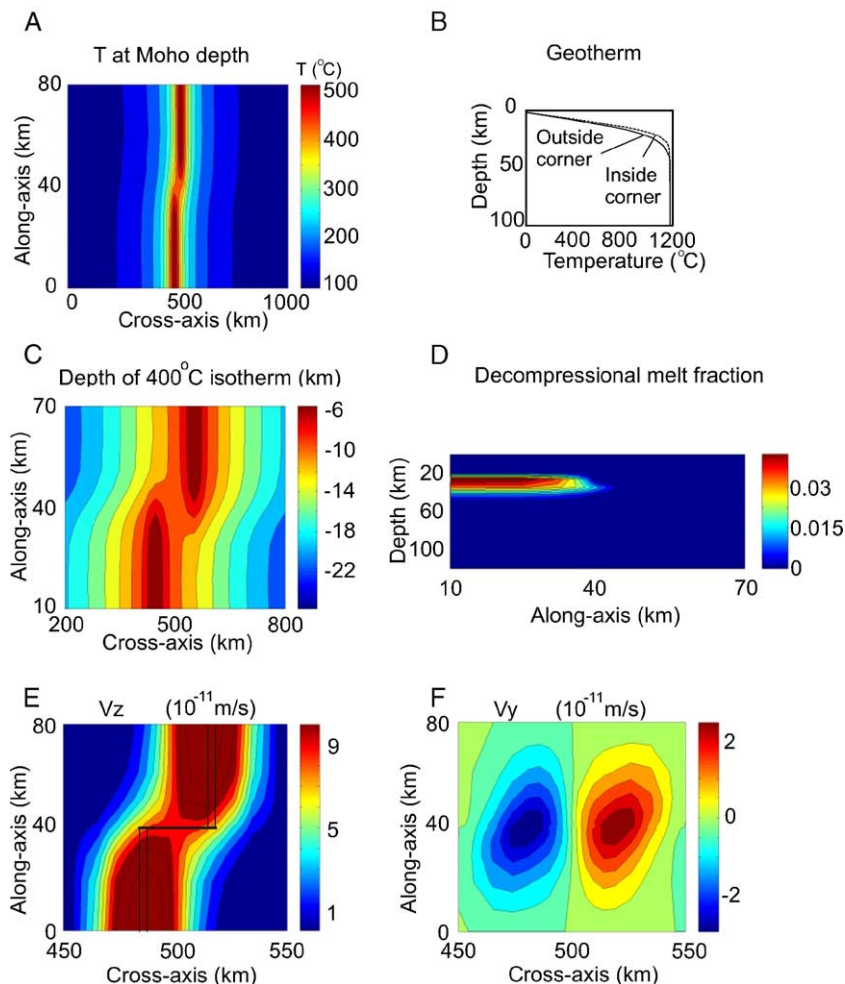 A
T at Moho depth
T (°C)
80
40
0
Along-axis (km)
0 500 1000
Cross-axis (km)
500
400
300
200
100
B
Geotherm
0
50
100
Depth (km)
Outside
corner
Inside
corner
0 400 800 1200
Temperature (°C)
C
Depth of 400°C isotherm (km)
70
40
10
Along-axis (km)
200 500 800
Cross-axis (km)
-6
-10
-14
-18
-22
D
Decompressional melt fraction
20
60
100
Depth (km)
10 40 70
Along-axis (km)
0.03
0.015
0
E
Vz (10⁻¹¹ m/s)
80
40
0
Along-axis (km)
450 500 550
Cross-axis (km)
9
5
1
F
Vy (10⁻¹¹ m/s)
80
40
0
Along-axis (km)
450 500 550
Cross-axis (km)
2
0
-2